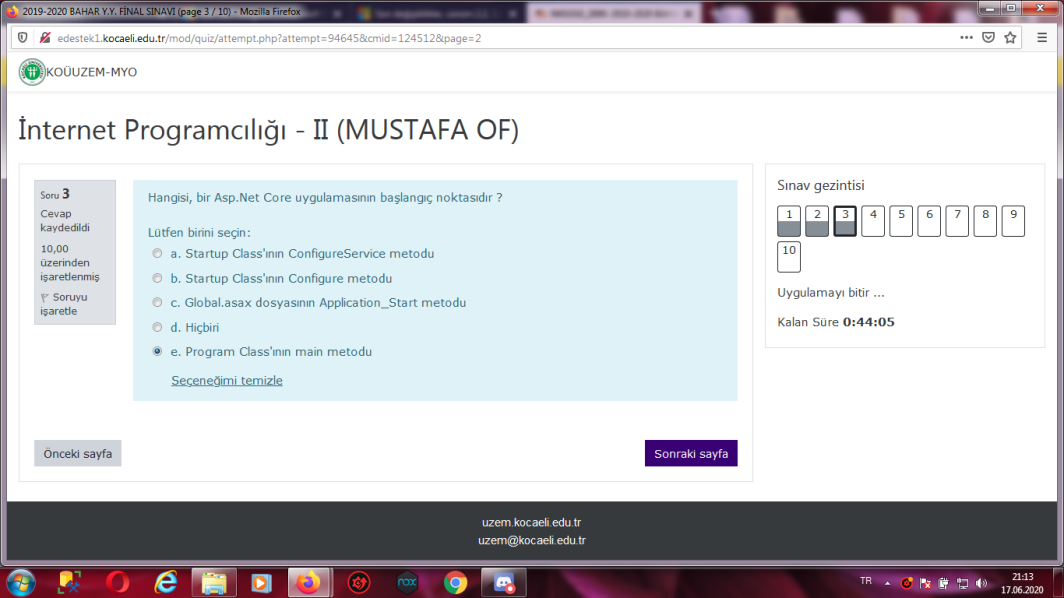 2019-2020 BAHAR Y.Y. FİNAL SINAVI (page 3 / 10) - Mozilla Firefox
edestek1.kocaeli.edu.tr/mod/quiz/attempt.php?attempt=94645&cmid=124512&page=2
KOÜUZEM-MYO
İnternet Programcılığı - II (MUSTAFA OF)
Soru 3
Cevap
kaydedildi
10,00
üzerinden
işaretlenmiş
Soruyu
işaretle
Hangisi, bir Asp.Net Core uygulamasının başlangıç noktasıdır ?
Lütfen birini seçin:
a. Startup Class'ının ConfigureService metodu
b. Startup Class'ının Configure metodu
c. Global.asax dosyasının Application_Start metodu
d. Hiçbiri
e. Program Class'ının main metodu
Seçeneğimi temizle
Önceki sayfa
Sonraki sayfa
Sınav gezintisi
1 2 3 4 5 6 7 8 9
10
Uygulamayı bitir ...
Kalan Süre 0:44:05
uzem.kocaeli.edu.tr
uzem@kocaeli.edu.tr
nox
TR
21:13
17.06.2020